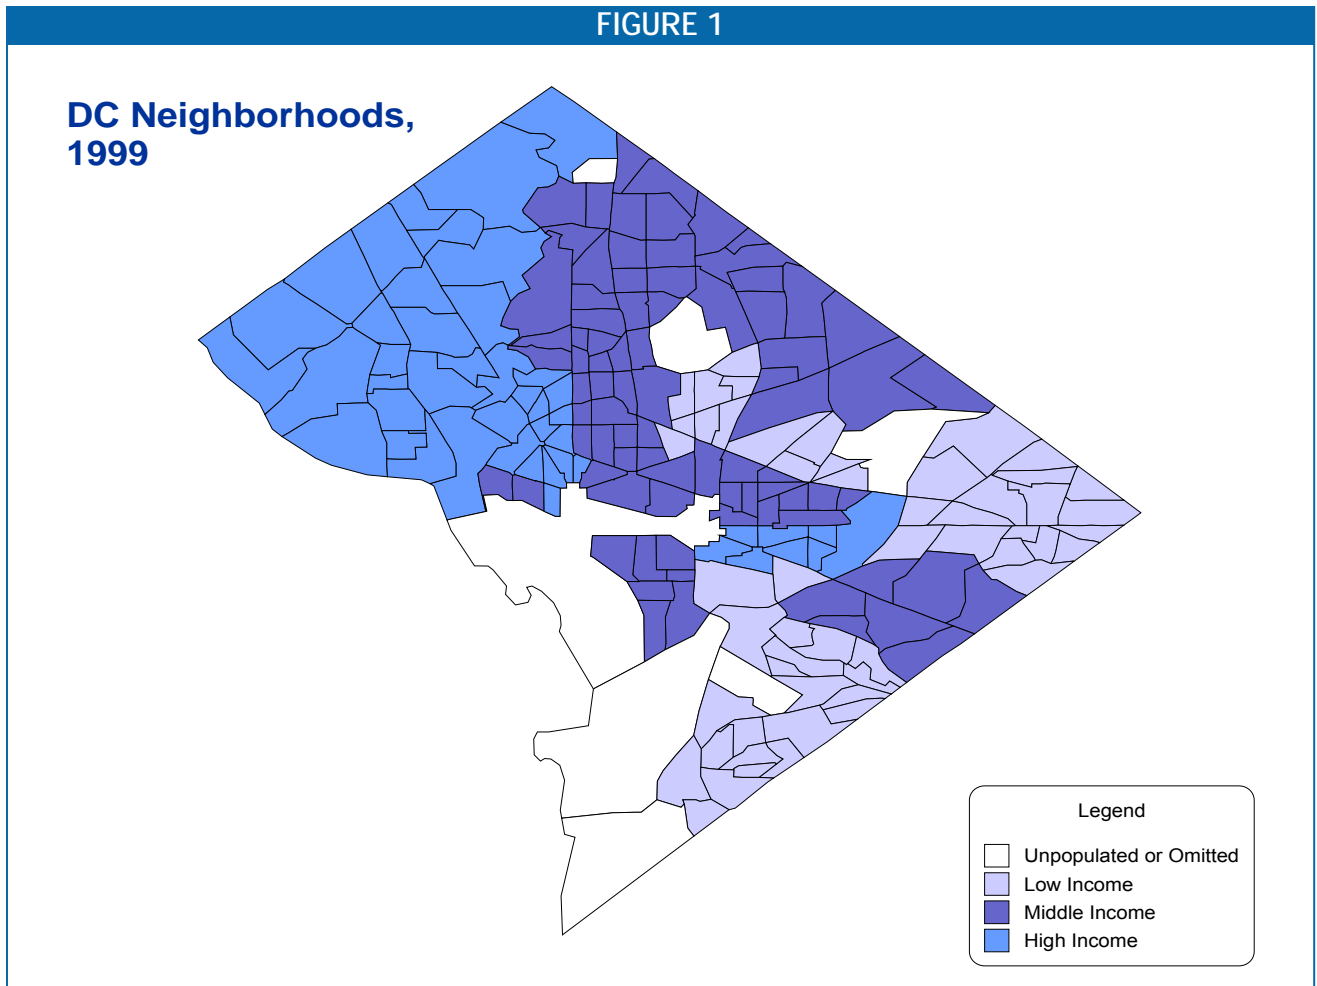 FIGURE 1
DC Neighborhoods,
1999
Legend
Unpopulated or Omitted
Low Income
Middle Income
High Income